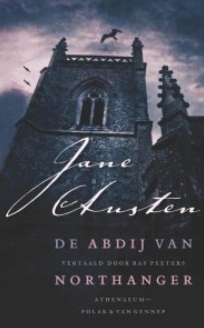 Jane
Austen
DE ABDIJ VAN
VERTAALD DOOR BAS PEETERS
NORTHANGER
ATHENAEUM—
POLAK & VAN GENNEP